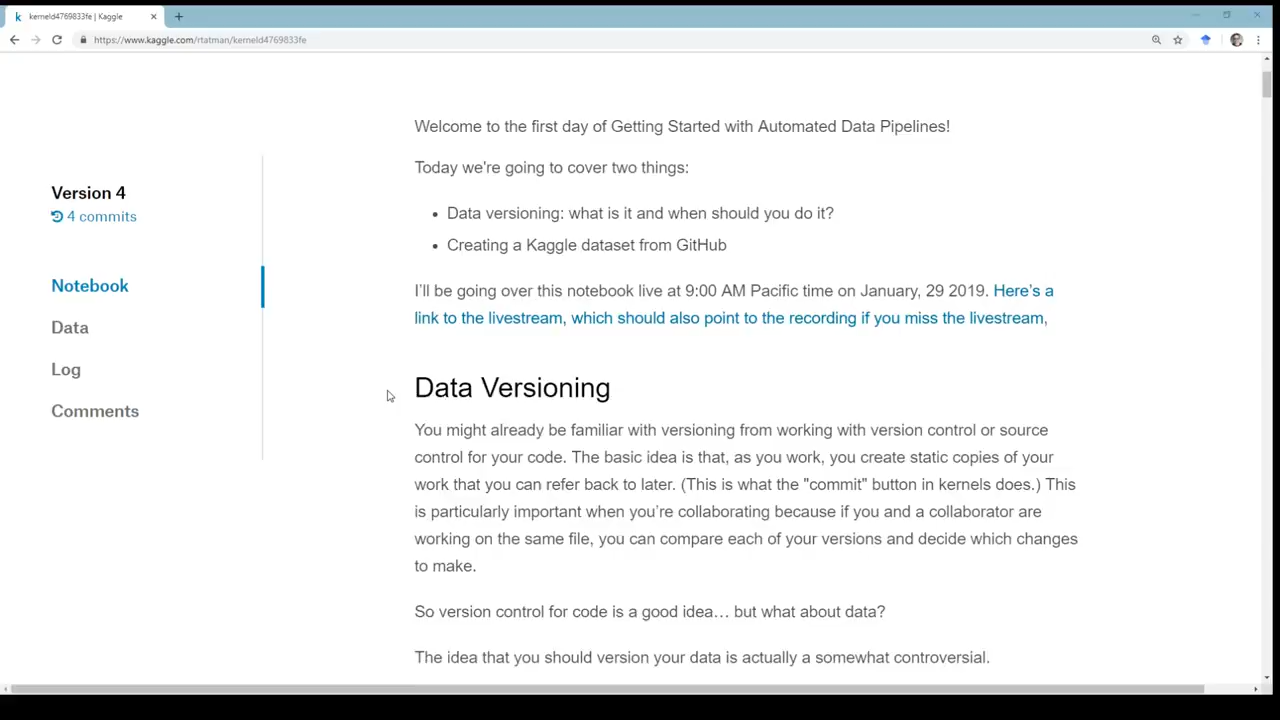 kerneld4769833fe | Kaggle
https://www.kaggle.com/rtatman/kerneld4769833fe
Welcome to the first day of Getting Started with Automated Data Pipelines!
Today we're going to cover two things:
Version 4
4 commits
• Data versioning: what is it and when should you do it?
• Creating a Kaggle dataset from GitHub
Notebook
I'll be going over this notebook live at 9:00 AM Pacific time on January, 29 2019. Here's a
link to the livestream, which should also point to the recording if you miss the livestream,
Data
Log
Comments
Data Versioning
You might already be familiar with versioning from working with version control or source
control for your code. The basic idea is that, as you work, you create static copies of your
work that you can refer back to later. (This is what the "commit" button in kernels does.) This
is particularly important when you're collaborating because if you and a collaborator are
working on the same file, you can compare each of your versions and decide which changes
to make.
So version control for code is a good idea… but what about data?
The idea that you should version your data is actually a somewhat controversial.